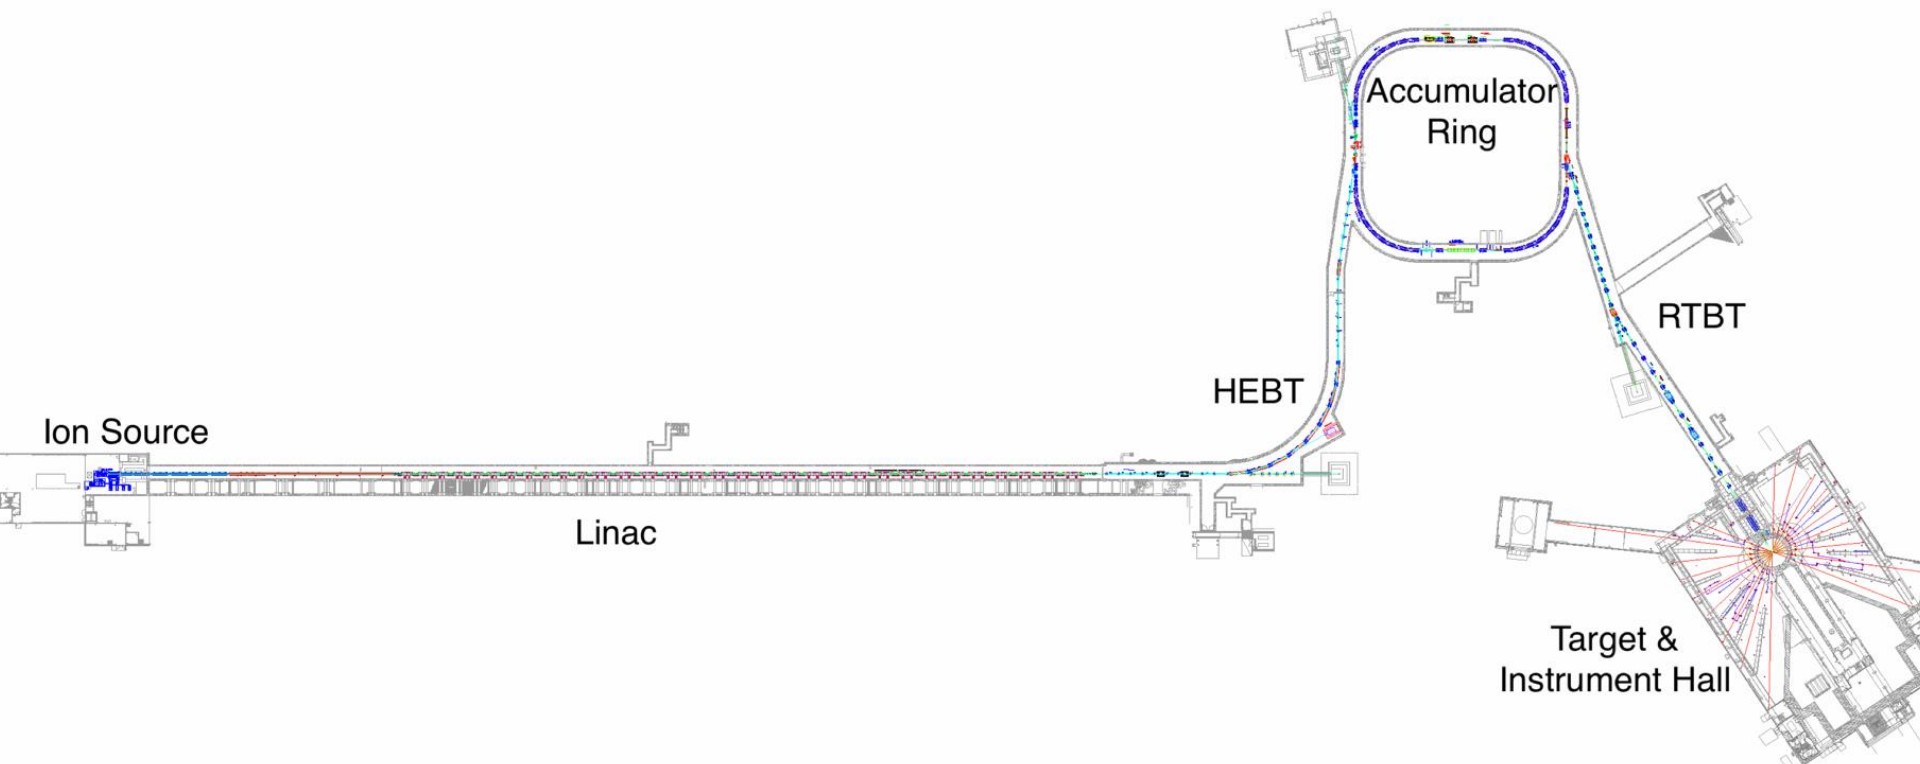 Accumulator
Ring
RTBT
HEBT
Ion Source
Linac
Target &
Instrument Hall